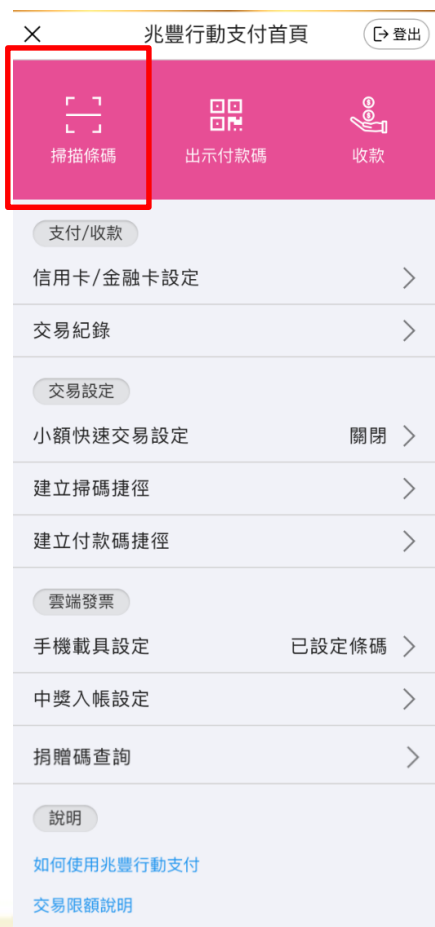 兆豐行動支付首頁
登出
掃描條碼
出示付款碼
收款
支付/收款
信用卡/金融卡設定
交易紀錄
交易設定
小額快速交易設定 關閉
建立掃碼捷徑
建立付款碼捷徑
雲端發票
手機載具設定 已設定條碼
中獎入帳設定
捐贈碼查詢
說明
如何使用兆豐行動支付
交易限額說明